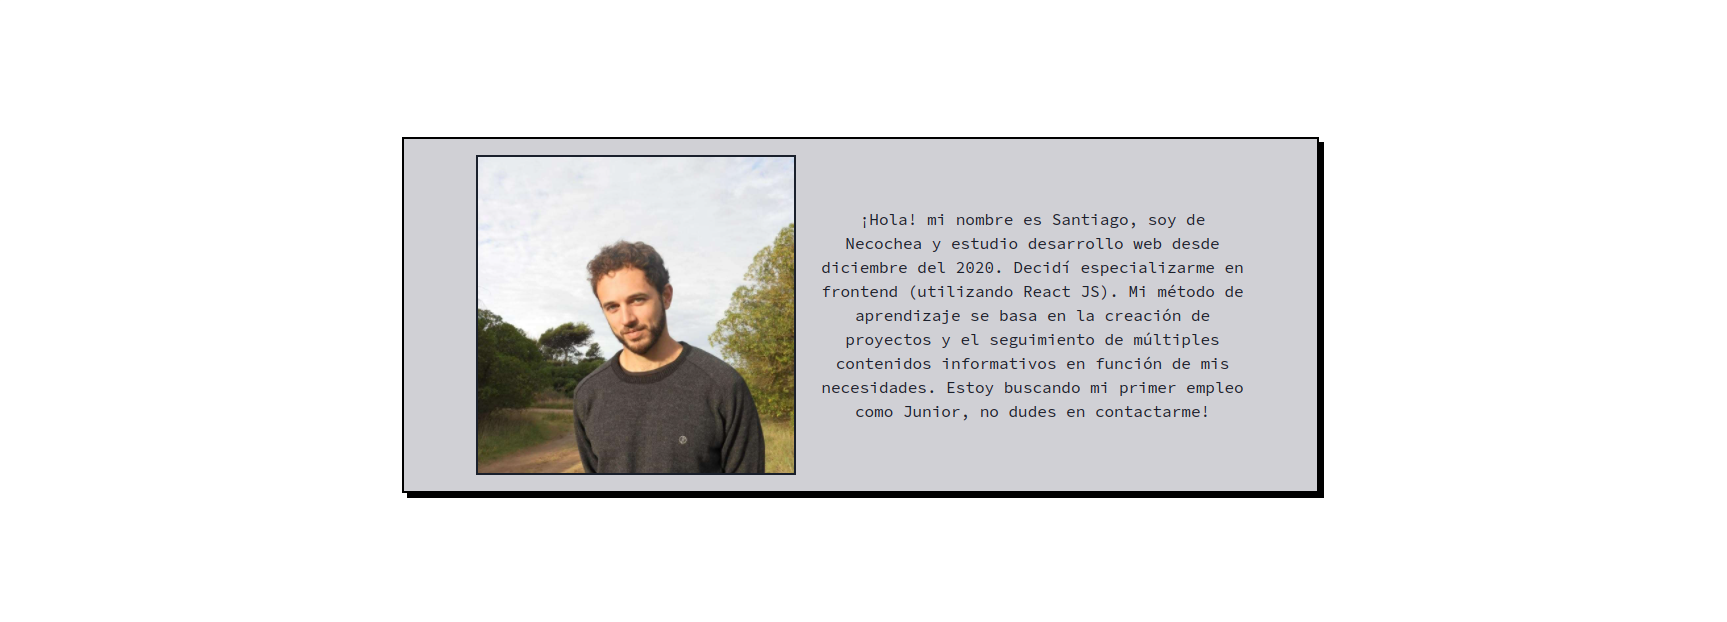 ¡Hola! mi nombre es Santiago, soy de
Necochea y estudio desarrollo web desde
diciembre del 2020. Decidí especializarme en
frontend (utilizando React JS). Mi método de
aprendizaje se basa en la creación de
proyectos y el seguimiento de múltiples
contenidos informativos en función de mis
necesidades. Estoy buscando mi primer empleo
como Junior, no dudes en contactarme!